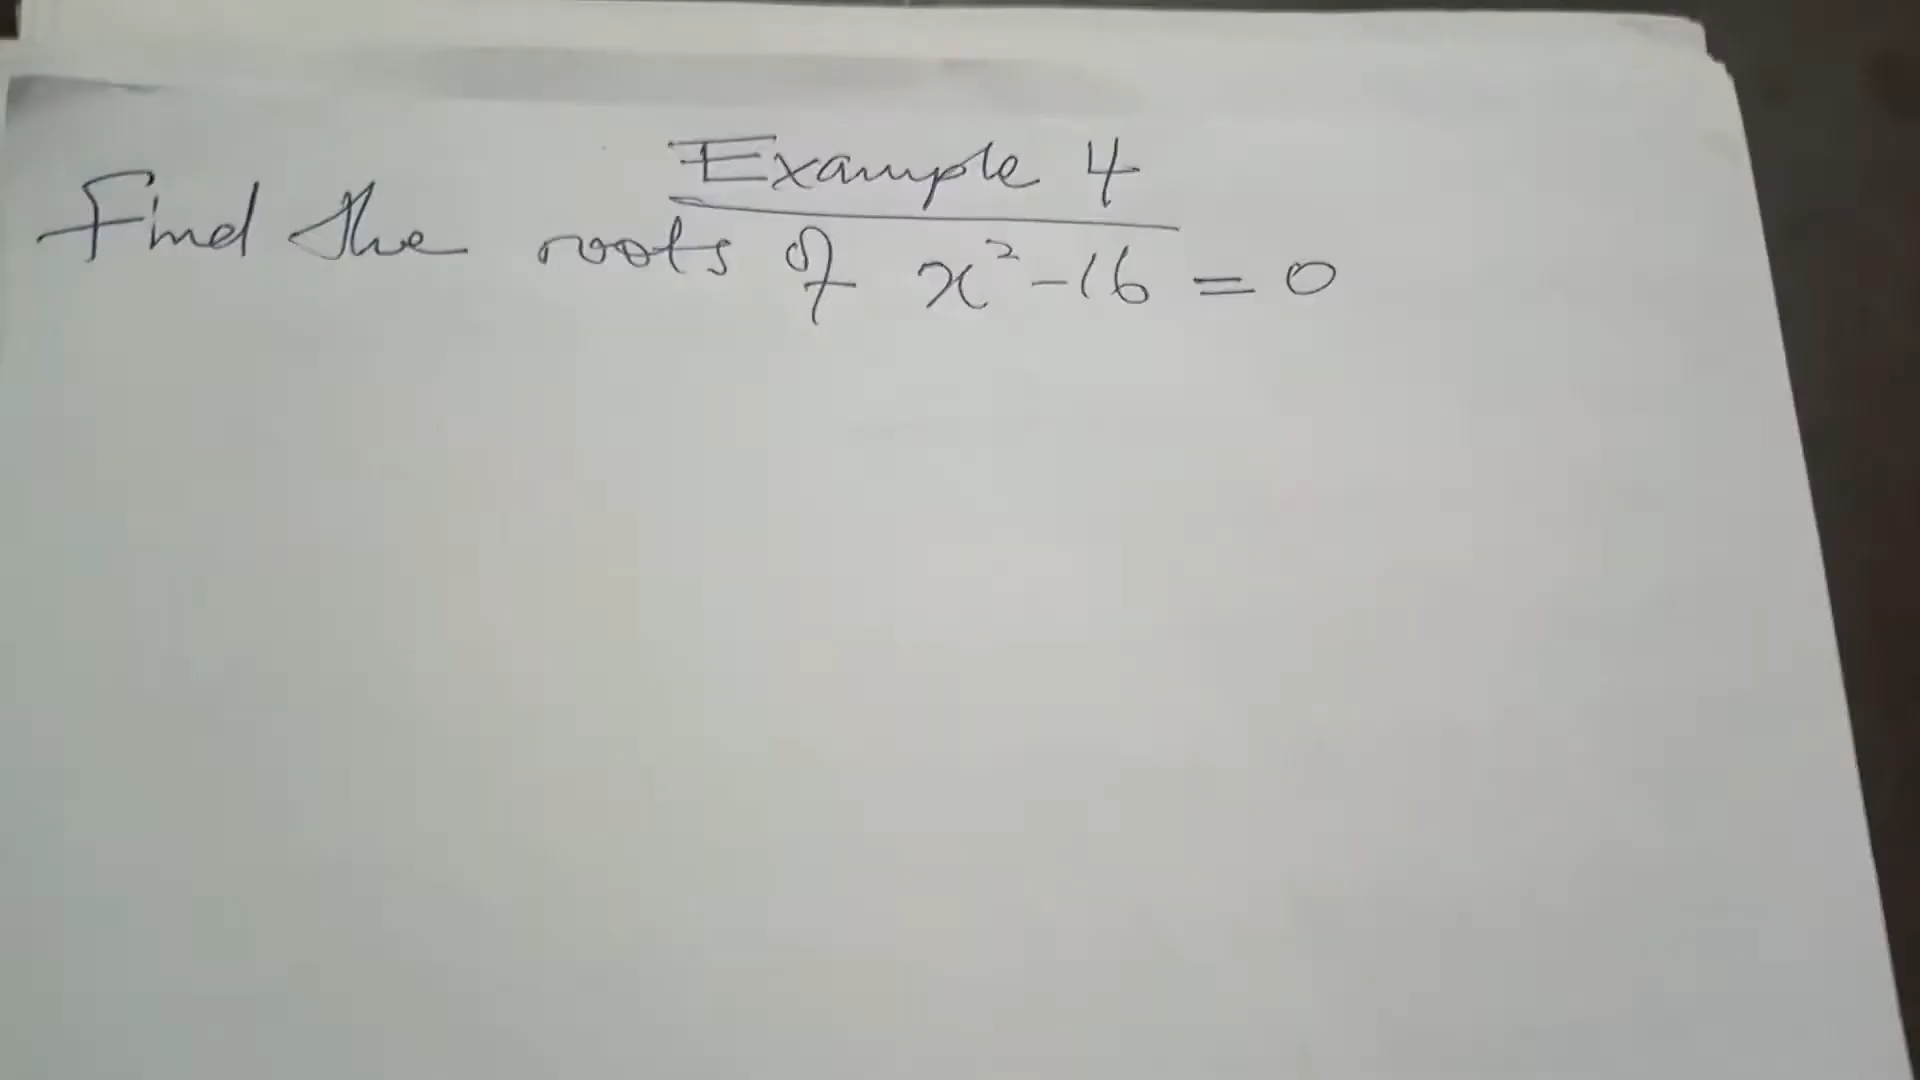 Example 4
Find the roots of x² - 16 = 0